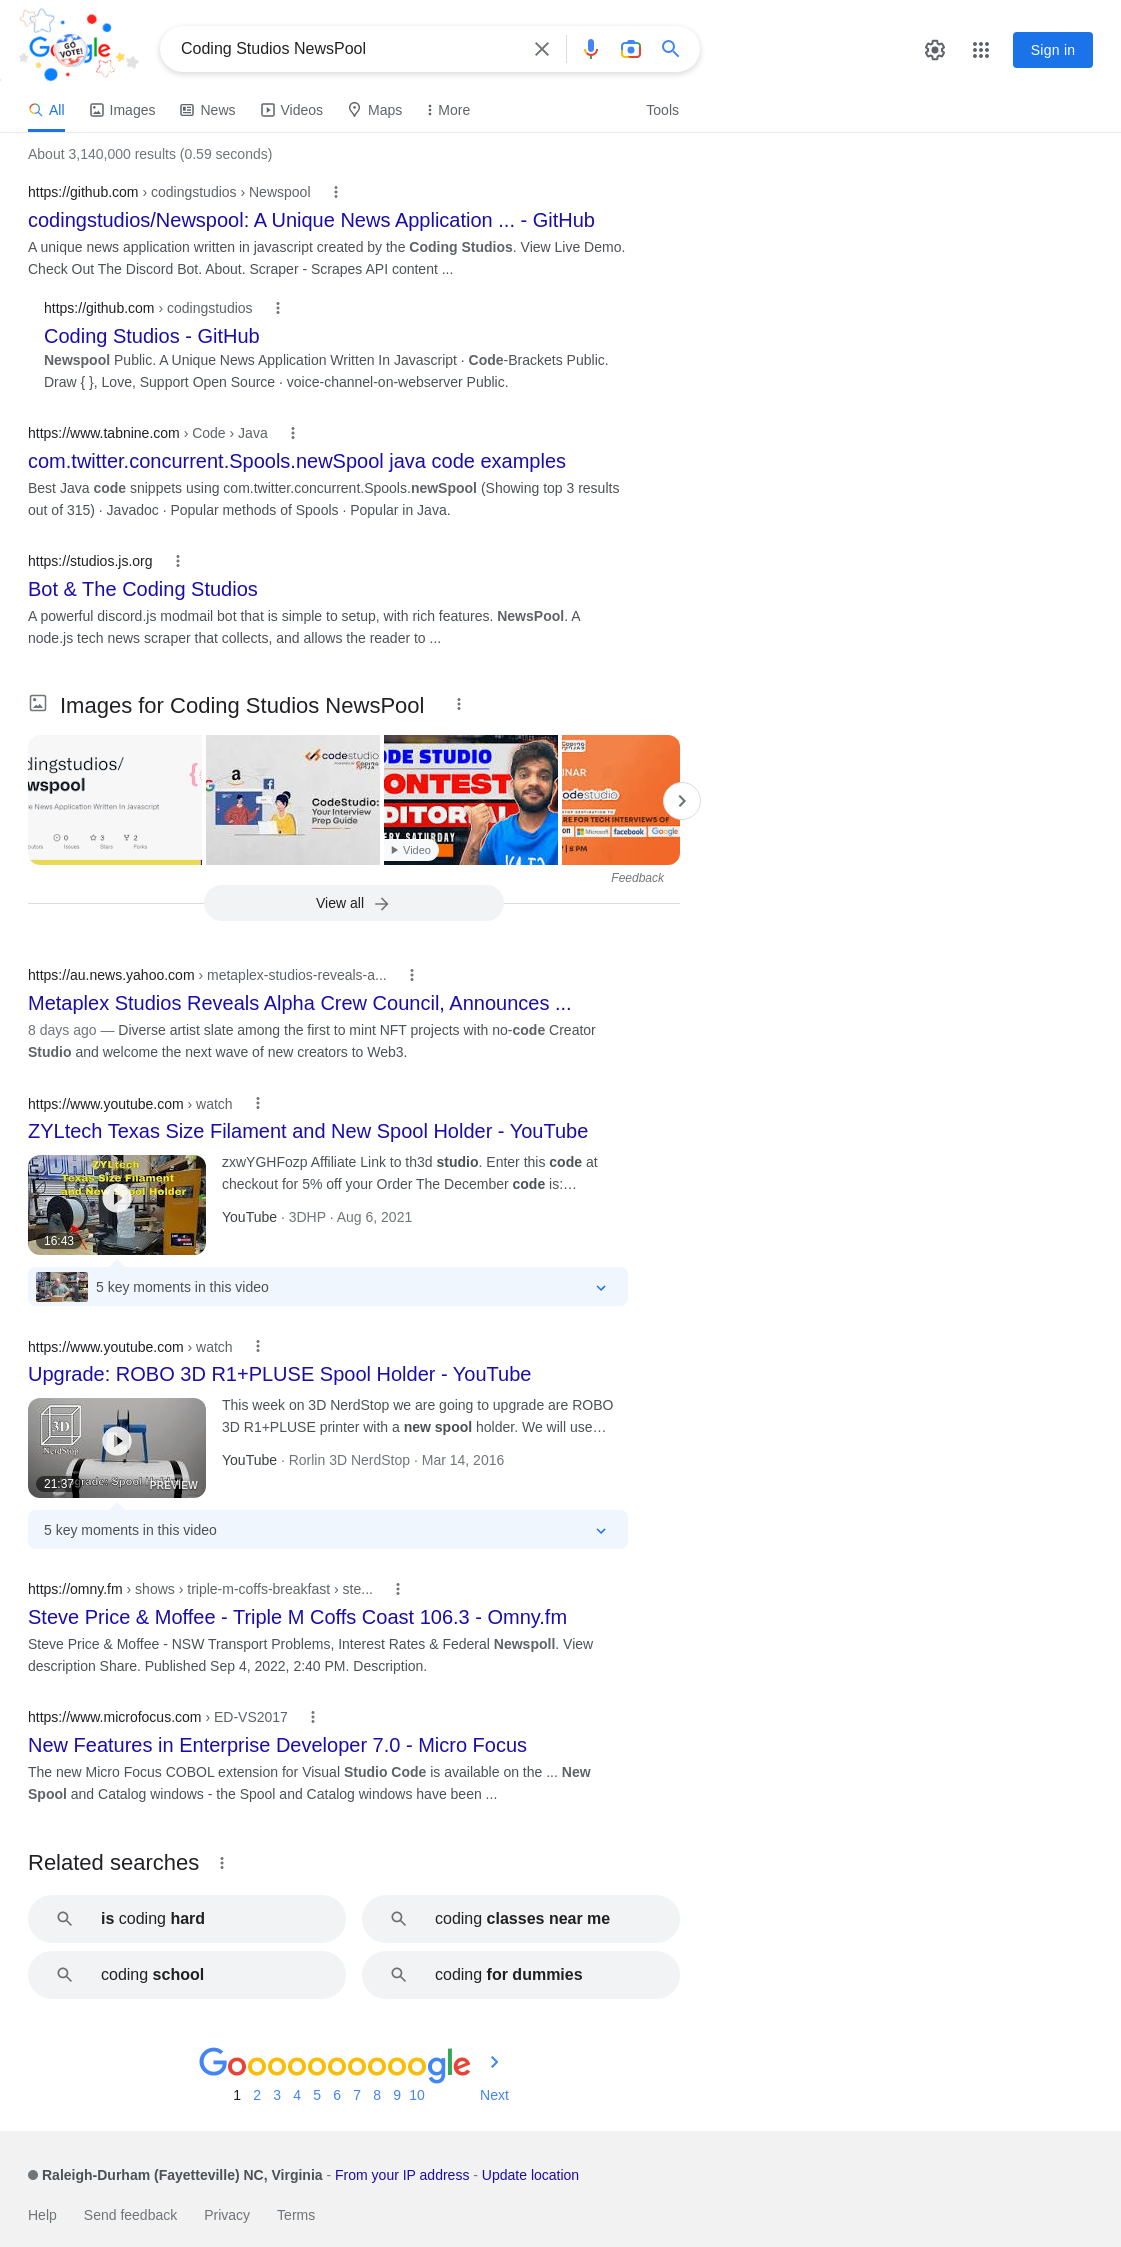 GO VOTE!
Coding Studios NewsPool
Sign in
All
Images
News
Videos
Maps
More
Tools
About 3,140,000 results (0.59 seconds)
https://github.com › codingstudios › Newspool
codingstudios/Newspool: A Unique News Application ... - GitHub
A unique news application written in javascript created by the Coding Studios. View Live Demo.
Check Out The Discord Bot. About. Scraper - Scrapes API content ...
https://github.com › codingstudios
Coding Studios - GitHub
Newspool Public. A Unique News Application Written In Javascript · Code-Brackets Public.
Draw { }, Love, Support Open Source · voice-channel-on-webserver Public.
https://www.tabnine.com › Code › Java
com.twitter.concurrent.Spools.newSpool java code examples
Best Java code snippets using com.twitter.concurrent.Spools.newSpool (Showing top 3 results
out of 315) · Javadoc · Popular methods of Spools · Popular in Java.
https://studios.js.org
Bot & The Coding Studios
A powerful discord.js modmail bot that is simple to setup, with rich features. NewsPool. A
node.js tech news scraper that collects, and allows the reader to ...
Images for Coding Studios NewsPool
dingstudios/
wspool
e News Application Written In Javascript
0
3
2
Issues
Stars
Forks
codestudio
CodeStudio:
Your Interview
Prep Guide
ODE STUDIO
ONTEST
DITORIAL
ERY SATURDAY
Video
NAR
odestudio
RE FOR TECH INTERVIEWS OF
on Microsoft facebook Google
| 8 PM
Feedback
View all
https://au.news.yahoo.com › metaplex-studios-reveals-a...
Metaplex Studios Reveals Alpha Crew Council, Announces ...
8 days ago — Diverse artist slate among the first to mint NFT projects with no-code Creator
Studio and welcome the next wave of new creators to Web3.
https://www.youtube.com › watch
ZYLtech Texas Size Filament and New Spool Holder - YouTube
ZYLtech
Texas Size Filament
and New Spool Holder
16:43
zxwYGHFozp Affiliate Link to th3d studio. Enter this code at
checkout for 5% off your Order The December code is:…
YouTube · 3DHP · Aug 6, 2021
5 key moments in this video
https://www.youtube.com › watch
Upgrade: ROBO 3D R1+PLUSE Spool Holder - YouTube
3D
NerdStop
21:37
PREVIEW
This week on 3D NerdStop we are going to upgrade are ROBO
3D R1+PLUSE printer with a new spool holder. We will use…
YouTube · Rorlin 3D NerdStop · Mar 14, 2016
5 key moments in this video
https://omny.fm › shows › triple-m-coffs-breakfast › ste...
Steve Price & Moffee - Triple M Coffs Coast 106.3 - Omny.fm
Steve Price & Moffee - NSW Transport Problems, Interest Rates & Federal Newspoll. View
description Share. Published Sep 4, 2022, 2:40 PM. Description.
https://www.microfocus.com › ED-VS2017
New Features in Enterprise Developer 7.0 - Micro Focus
The new Micro Focus COBOL extension for Visual Studio Code is available on the ... New
Spool and Catalog windows - the Spool and Catalog windows have been ...
Related searches
is coding hard
coding classes near me
coding school
coding for dummies
Goooooooooogle
1 2 3 4 5 6 7 8 9 10 Next
Raleigh-Durham (Fayetteville) NC, Virginia - From your IP address - Update location
Help
Send feedback
Privacy
Terms